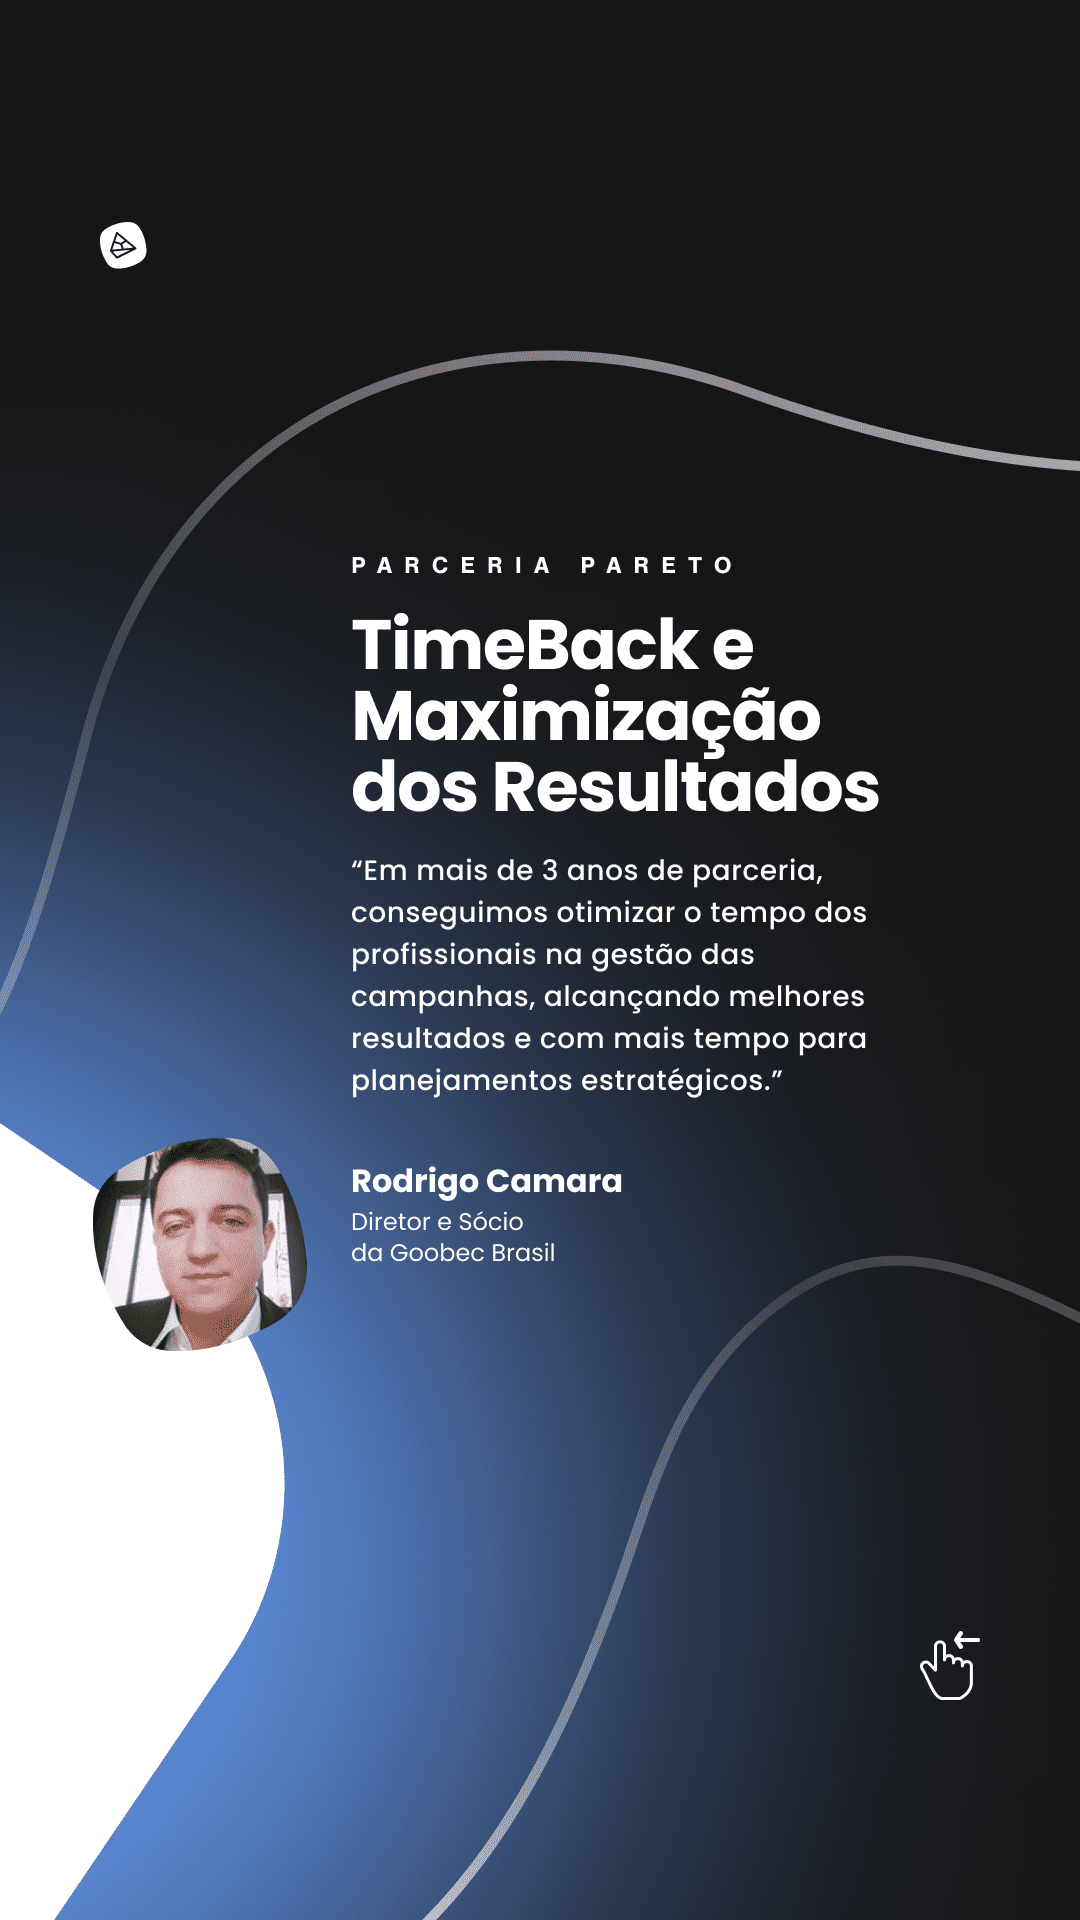 PARCERIA PARETO
TimeBack e
Maximização
dos Resultados
“Em mais de 3 anos de parceria,
conseguimos otimizar o tempo dos
profissionais na gestão das
campanhas, alcançando melhores
resultados e com mais tempo para
planejamentos estratégicos.”
Rodrigo Camara
Diretor e Sócio
da Goobec Brasil